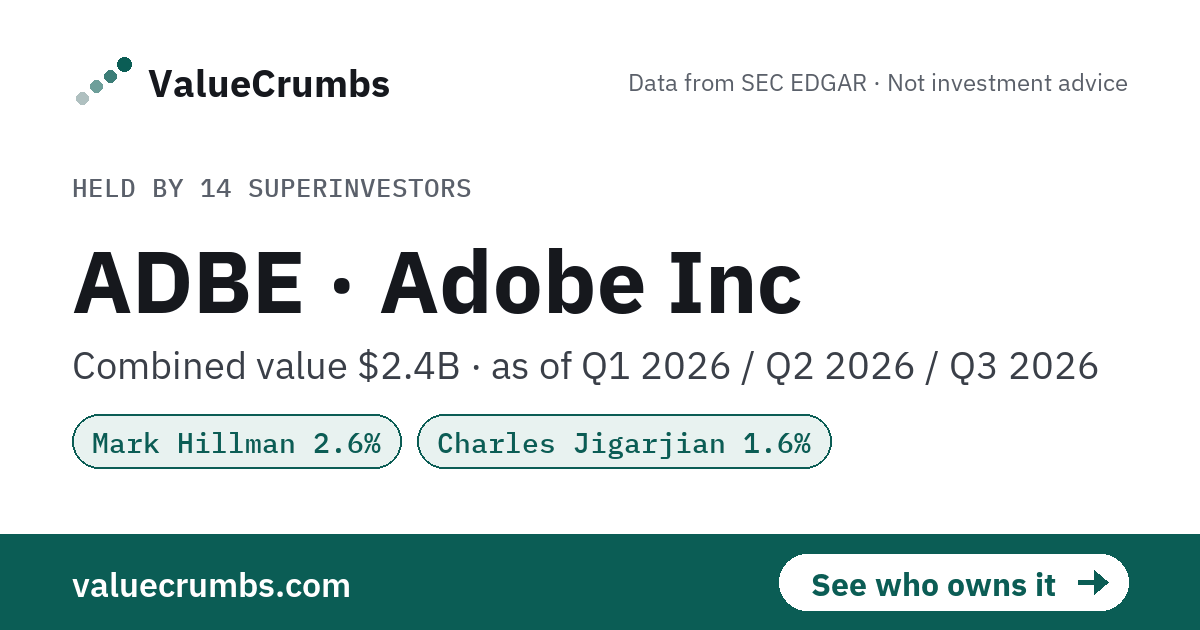 ValueCrumbs
Data from SEC EDGAR · Not investment advice
HELD BY 14 SUPERINVESTORS
ADBE · Adobe Inc
Combined value $2.4B · as of Q1 2026 / Q2 2026 / Q3 2026
Mark Hillman 2.6%
Charles Jigarjian 1.6%
valuecrumbs.com
See who owns it →